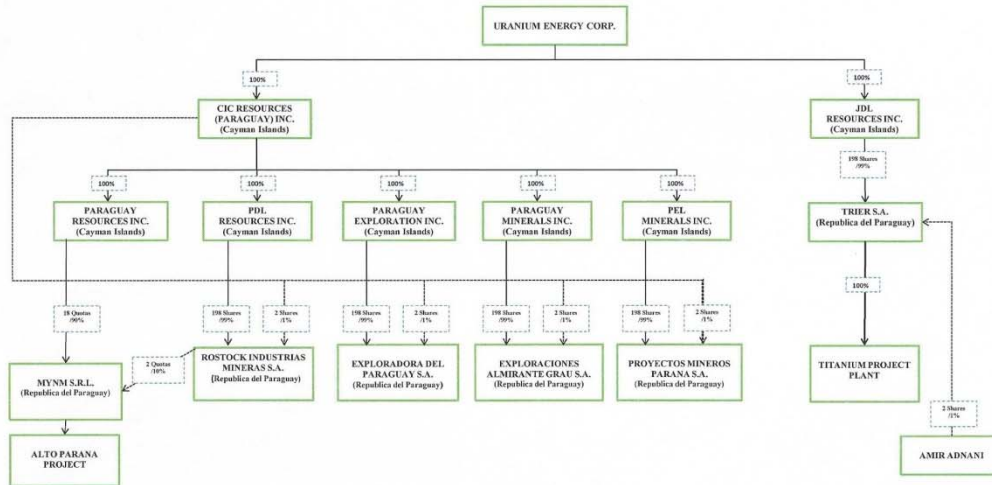 URANIUM ENERGY CORP.
100%
100%
CIC RESOURCES
(PARAGUAY) INC.
(Cayman Islands)
JDL
RESOURCES INC.
(Cayman Islands)
198 Shares
/99%
100%
100%
100%
100%
100%
PARAGUAY
RESOURCES INC.
(Cayman Islands)
PDL
RESOURCES INC.
(Cayman Islands)
PARAGUAY
EXPLORATION INC.
(Cayman Islands)
PARAGUAY
MINERALS INC.
(Cayman Islands)
PEL
MINERALS INC.
(Cayman Islands)
TRIER S.A.
(Republica del Paraguay)
100%
18 Quotas
/90%
198 Shares
/99%
2 Shares
/1%
198 Shares
/99%
2 Shares
/1%
198 Shares
/99%
2 Shares
/1%
198 Shares
/99%
2 Shares
/1%
2 Quotas
/10%
MYNM S.R.L.
(Republica del Paraguay)
ROSTOCK INDUSTRIAS
MINERAS S.A.
(Republica del Paraguay)
EXPLORADORA DEL
PARAGUAY S.A.
(Republica del Paraguay)
EXPLORACIONES
ALMIRANTE GRAU S.A.
(Republica del Paraguay)
PROYECTOS MINEROS
PARANA S.A.
(Republica del Paraguay)
TITANIUM PROJECT
PLANT
2 Shares
/1%
ALTO PARANA
PROJECT
AMIR ADNANI